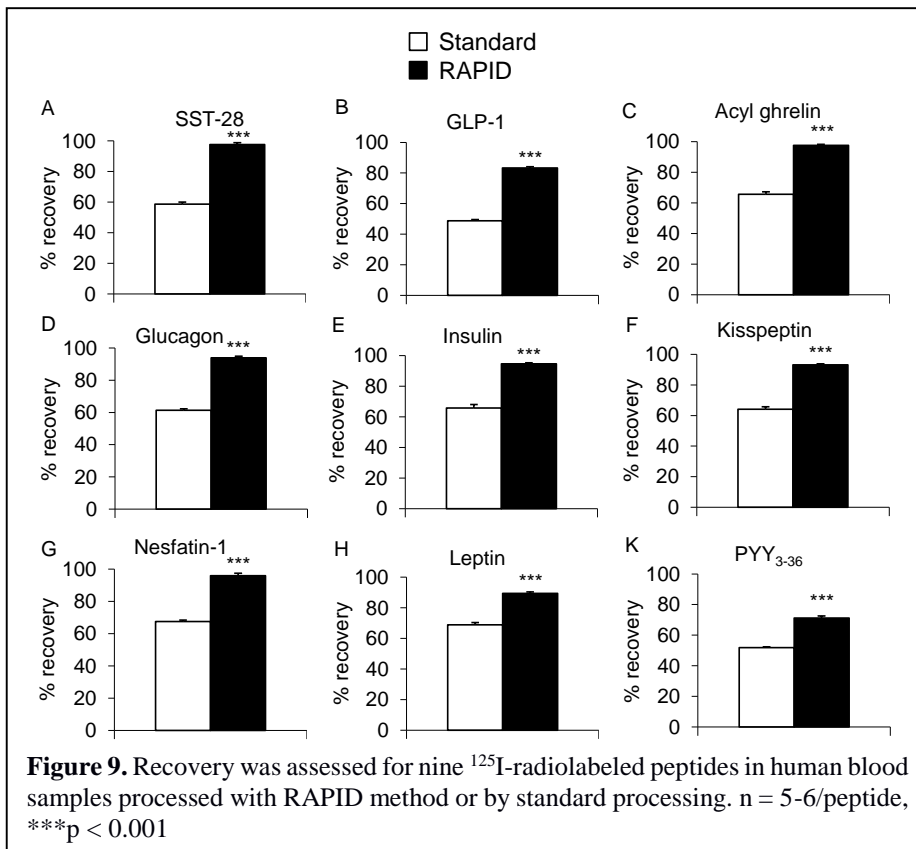 Standard
RAPID
A
SST-28
% recovery
100
80
60
40
20
0
***
B
GLP-1
% recovery
100
80
60
40
20
0
***
C
Acyl ghrelin
% recovery
100
80
60
40
20
0
***
D
Glucagon
% recovery
100
80
60
40
20
0
***
E
Insulin
% recovery
100
80
60
40
20
0
***
F
Kisspeptin
% recovery
100
80
60
40
20
0
***
G
Nesfatin-1
% recovery
100
80
60
40
20
0
***
H
Leptin
% recovery
100
80
60
40
20
0
***
K
PYY3-36
% recovery
100
80
60
40
20
0
***
Figure 9. Recovery was assessed for nine 125I-radiolabeled peptides in human blood
samples processed with RAPID method or by standard processing. n = 5-6/peptide,
***p < 0.001